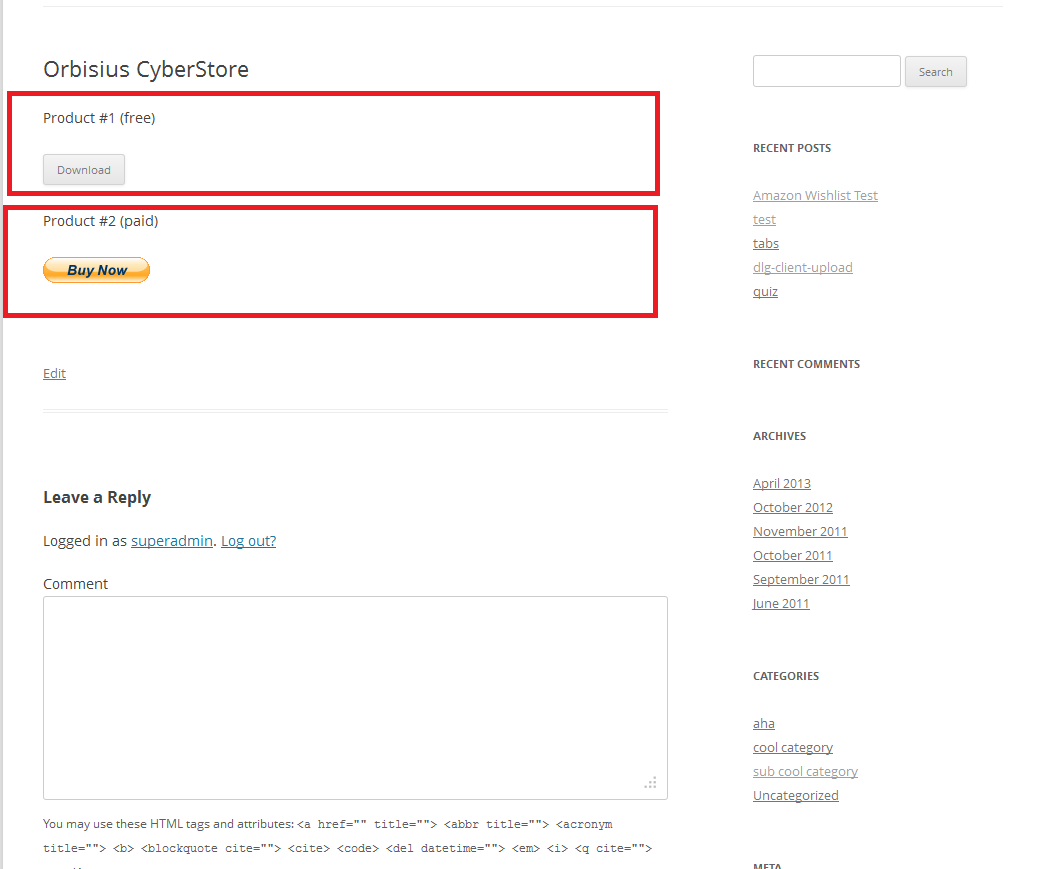 Orbisius CyberStore
Product #1 (free)
Download
Product #2 (paid)
Buy Now
Edit
Leave a Reply
Logged in as superadmin. Log out?
Comment
You may use these HTML tags and attributes: <a href="" title=""> <abbr title=""> <acronym
title=""> <b> <blockquote cite=""> <cite> <code> <del datetime=""> <em> <i> <q cite="">
Search
RECENT POSTS
Amazon Wishlist Test
test
tabs
dlg-client-upload
quiz
RECENT COMMENTS
ARCHIVES
April 2013
October 2012
November 2011
October 2011
September 2011
June 2011
CATEGORIES
aha
cool category
sub cool category
Uncategorized
META